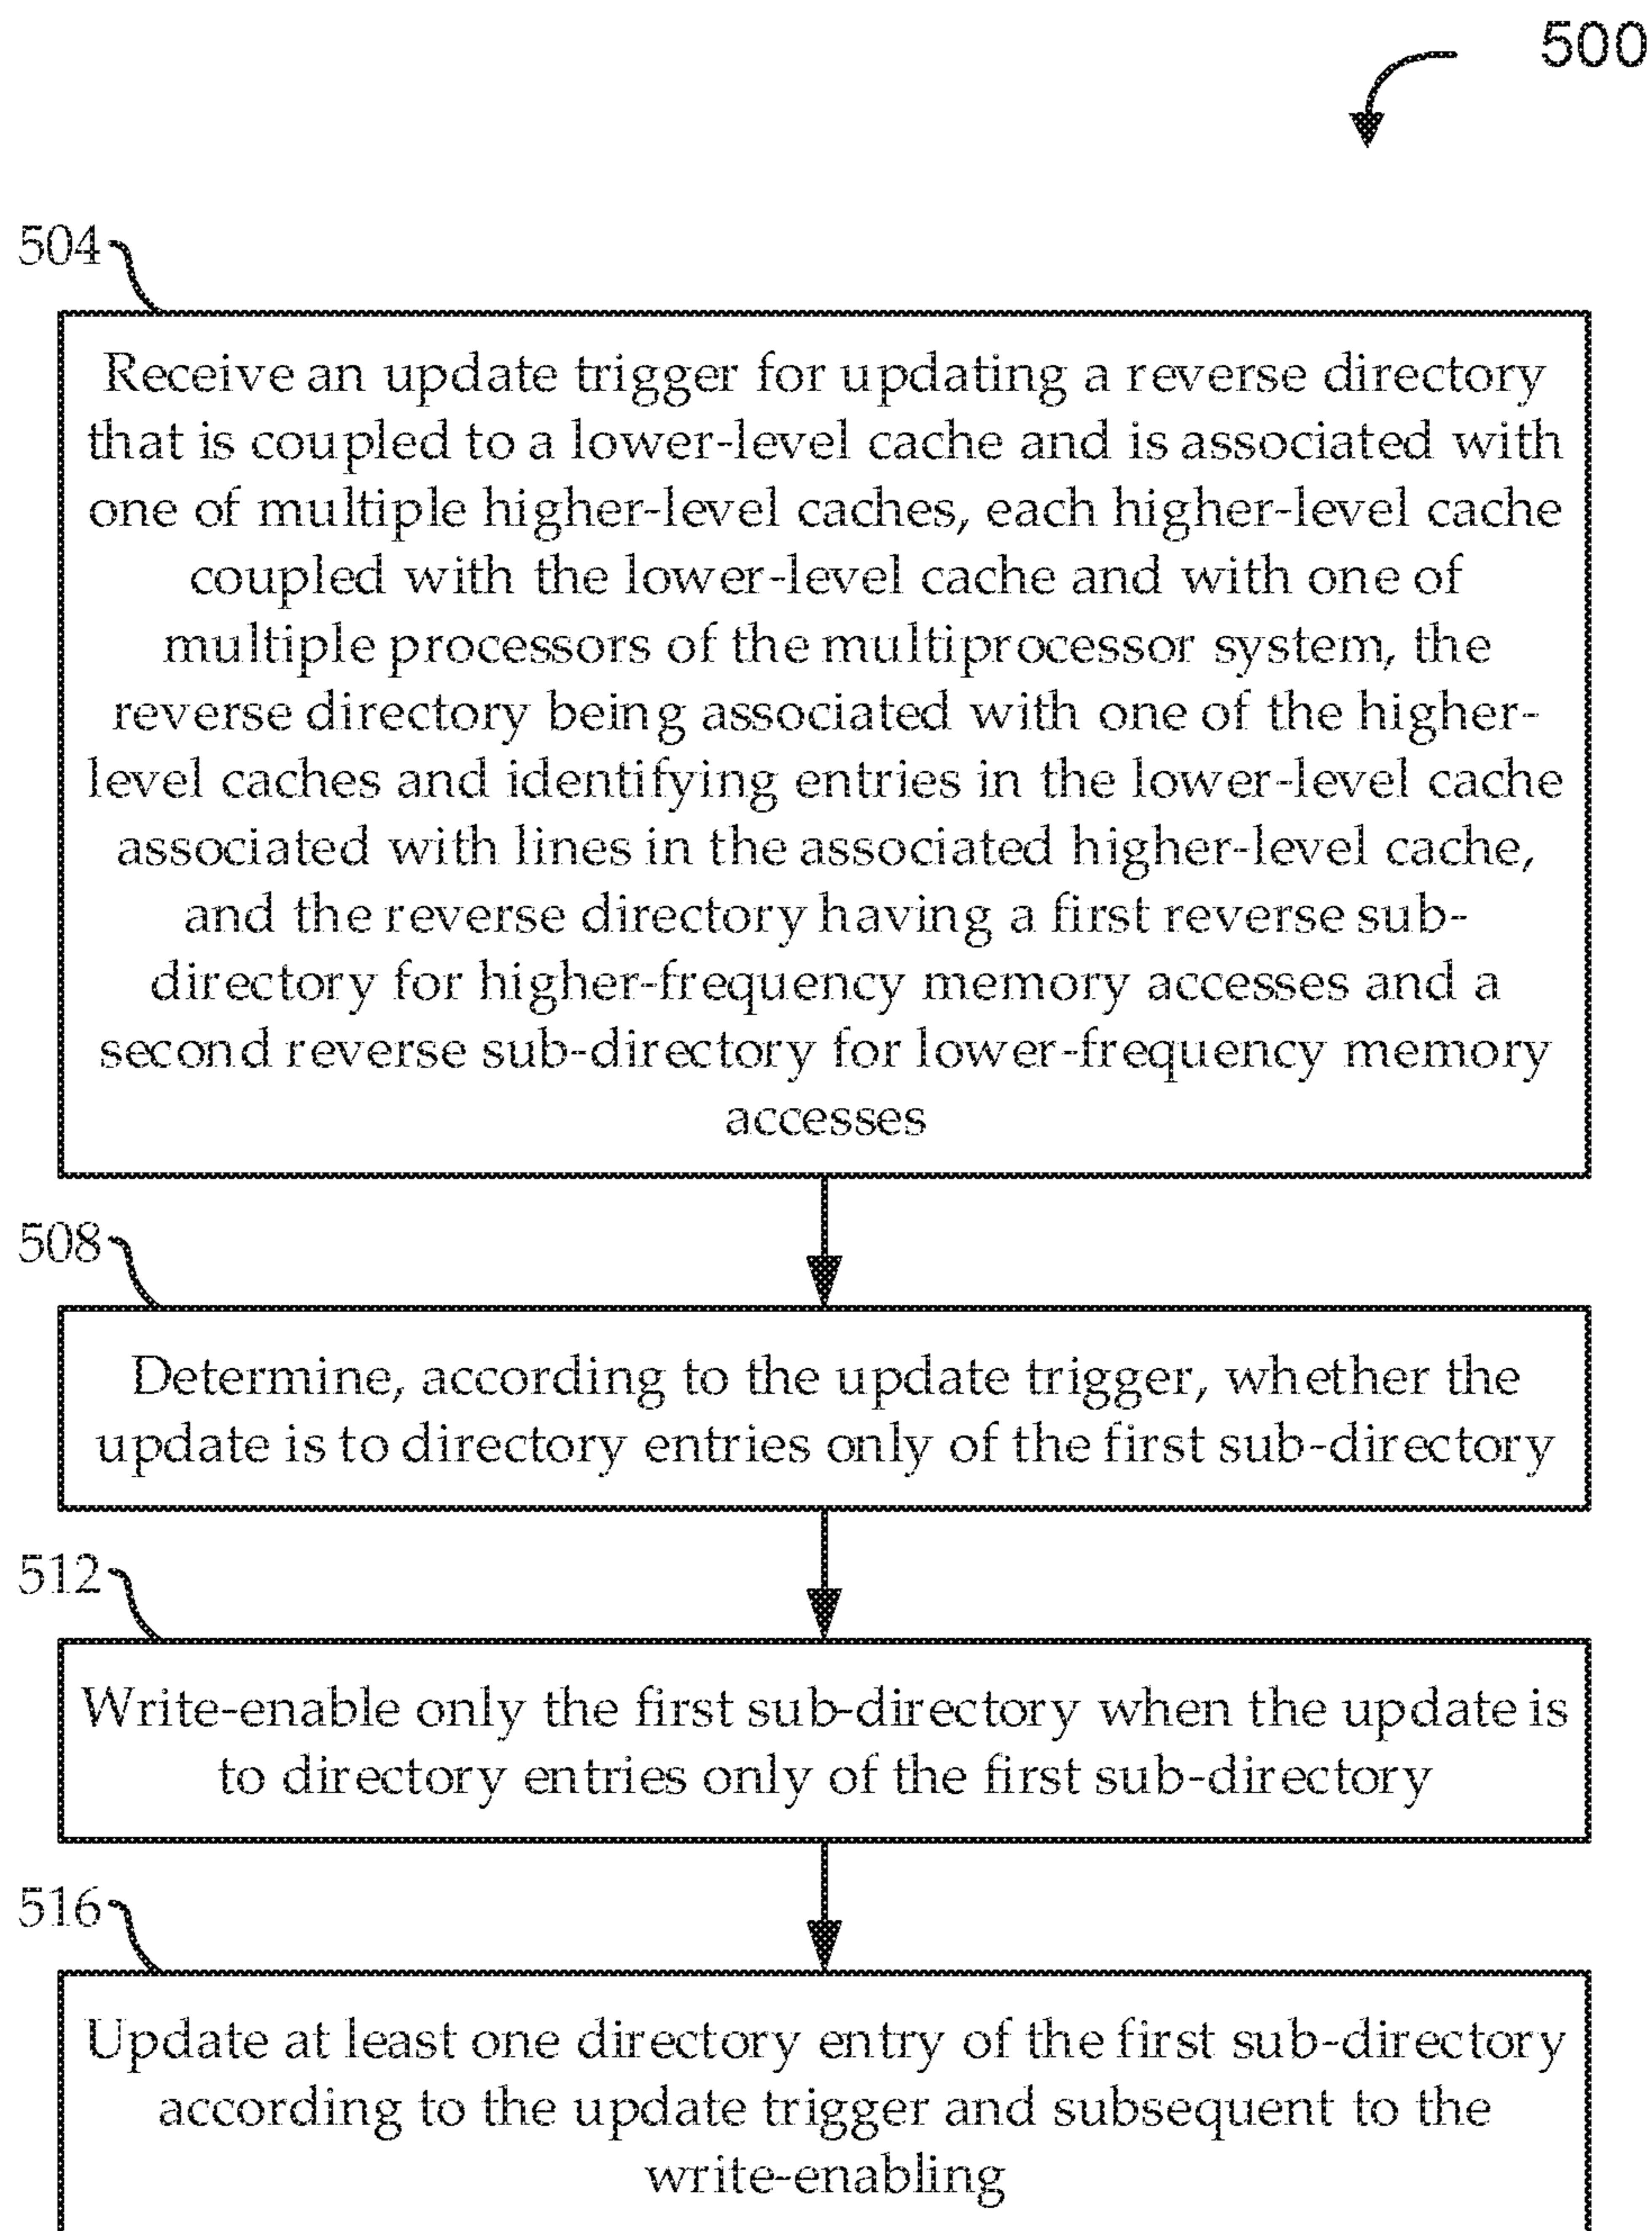 500
504
Receive an update trigger for updating a reverse directory
that is coupled to a lower-level cache and is associated with
one of multiple higher-level caches, each higher-level cache
coupled with the lower-level cache and with one of
multiple processors of the multiprocessor system, the
reverse directory being associated with one of the higher-
level caches and identifying entries in the lower-level cache
associated with lines in the associated higher-level cache,
and the reverse directory having a first reverse sub-
directory for higher-frequency memory accesses and a
second reverse sub-directory for lower-frequency memory
accesses
508
Determine, according to the update trigger, whether the
update is to directory entries only of the first sub-directory
512
Write-enable only the first sub-directory when the update is
to directory entries only of the first sub-directory
516
Update at least one directory entry of the first sub-directory
according to the update trigger and subsequent to the
write-enabling